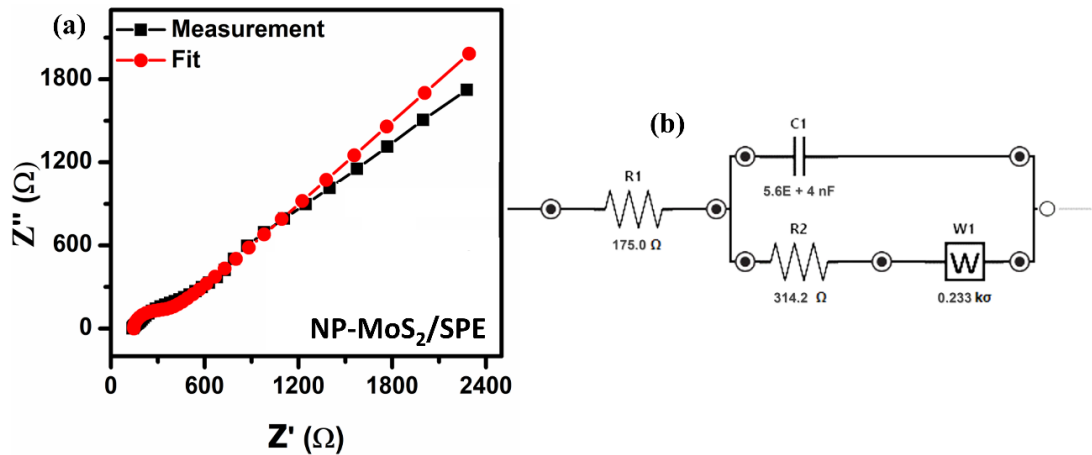 (a)
Measurement
Fit
1800
1200
600
0
Z'' (Ω)
NP-MoS₂/SPE
0 600 1200 1800 2400
Z' (Ω)
(b)
C1
5.6E + 4 nF
R1
175.0 Ω
R2
314.2 Ω
W1
W
0.233 kσ